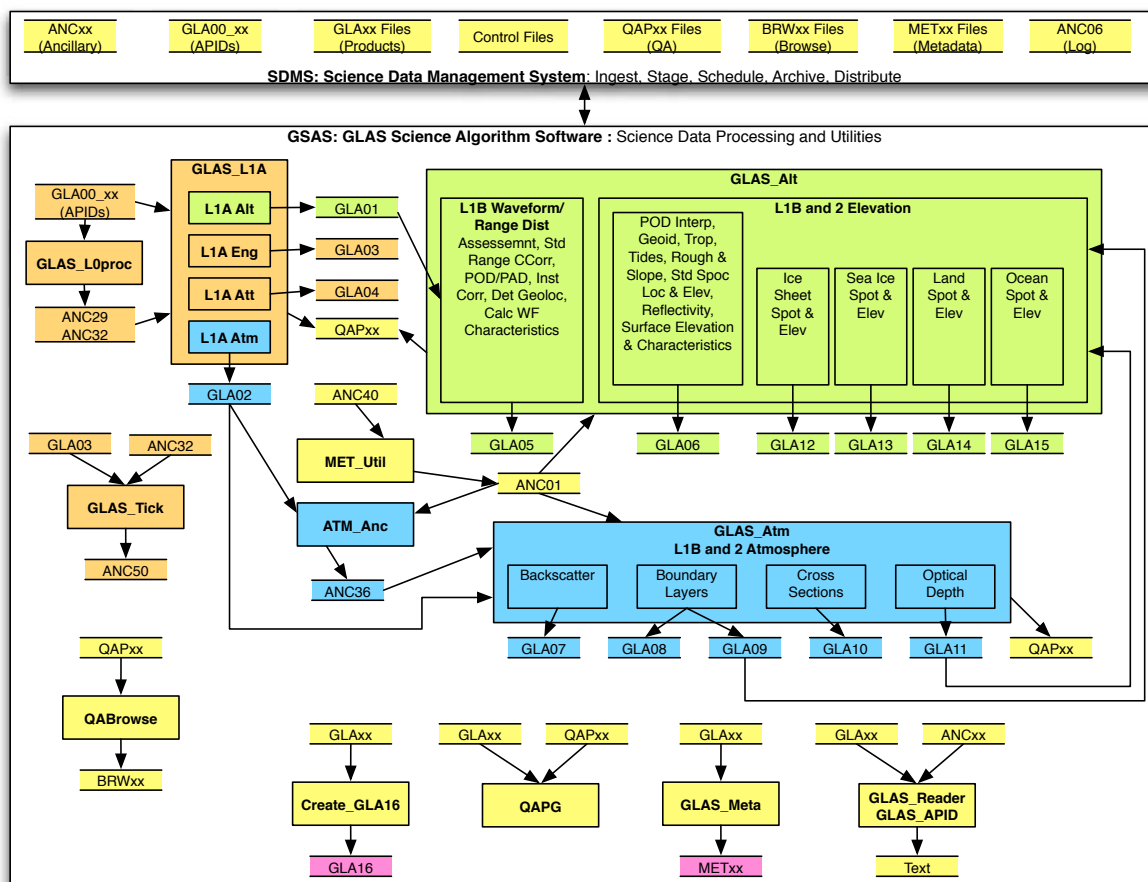 ANCxx
(Ancillary)
GLA00_xx
(APIDs)
GLAxx Files
(Products)
Control Files
QAPxx Files
(QA)
BRWxx Files
(Browse)
METxx Files
(Metadata)
ANC06
(Log)
SDMS: Science Data Management System: Ingest, Stage, Schedule, Archive, Distribute
GSAS: GLAS Science Algorithm Software : Science Data Processing and Utilities
GLA00_xx
(APIDs)
GLAS_L0proc
ANC29
ANC32
GLAS_L1A
L1A Alt
L1A Eng
L1A Att
L1A Atm
GLA01
GLA03
GLA04
QAPxx
GLA02
GLAS_Alt
L1B Waveform/
Range Dist
Assessemnt, Std
Range CCorr,
POD/PAD, Inst
Corr, Det Geoloc,
Calc WF
Characteristics
L1B and 2 Elevation
POD Interp,
Geoid, Trop,
Tides, Rough &
Slope, Std Spoc
Loc & Elev,
Reflectivity,
Surface Elevation
& Characteristics
Ice
Sheet
Spot &
Elev
Sea Ice
Spot &
Elev
Land
Spot &
Elev
Ocean
Spot &
Elev
GLA05
GLA06
GLA12
GLA13
GLA14
GLA15
ANC40
MET_Util
ANC01
GLA03
ANC32
GLAS_Tick
ANC50
ATM_Anc
ANC36
GLAS_Atm
L1B and 2 Atmosphere
Backscatter
Boundary
Layers
Cross
Sections
Optical
Depth
GLA07
GLA08
GLA09
GLA10
GLA11
QAPxx
QAPxx
QABrowse
BRWxx
GLAxx
Create_GLA16
GLA16
GLAxx
QAPxx
QAPG
GLAxx
GLAS_Meta
METxx
GLAxx
ANCxx
GLAS_Reader
GLAS_APID
Text